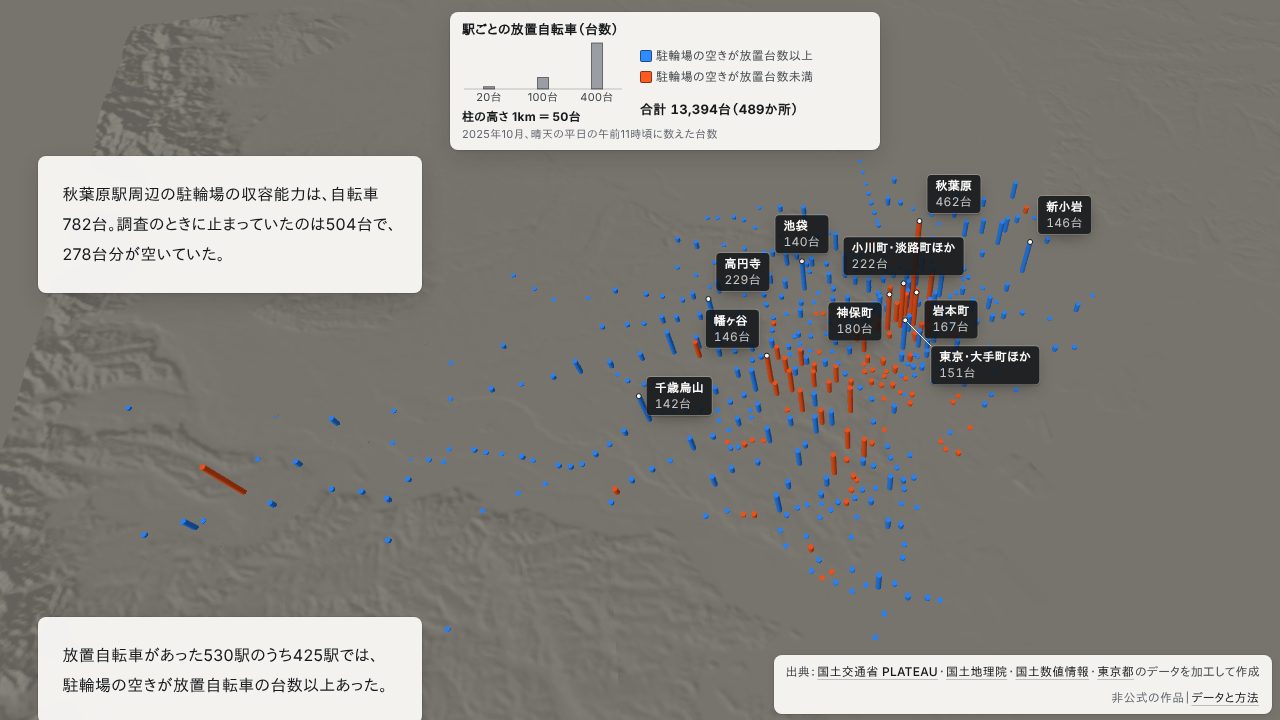 駅ごとの放置自転車（台数）
20台
100台
400台
柱の高さ 1km ＝ 50台
駐輪場の空きが放置台数以上
駐輪場の空きが放置台数未満
合計 13,394台（489か所）
2025年10月、晴天の平日の午前11時頃に数えた台数
秋葉原駅周辺の駐輪場の収容能力は、自転車
782台。調査のときに止まっていたのは504台で、
278台分が空いていた。
秋葉原
462台
新小岩
146台
池袋
140台
小川町・淡路町ほか
222台
高円寺
229台
神保町
180台
岩本町
167台
幡ヶ谷
146台
東京・大手町ほか
151台
千歳烏山
142台
放置自転車があった530駅のうち425駅では、
駐輪場の空きが放置自転車の台数以上あった。
出典：国土交通省 PLATEAU・国土地理院・国土数値情報・東京都のデータを加工して作成
非公式の作品 | データと方法